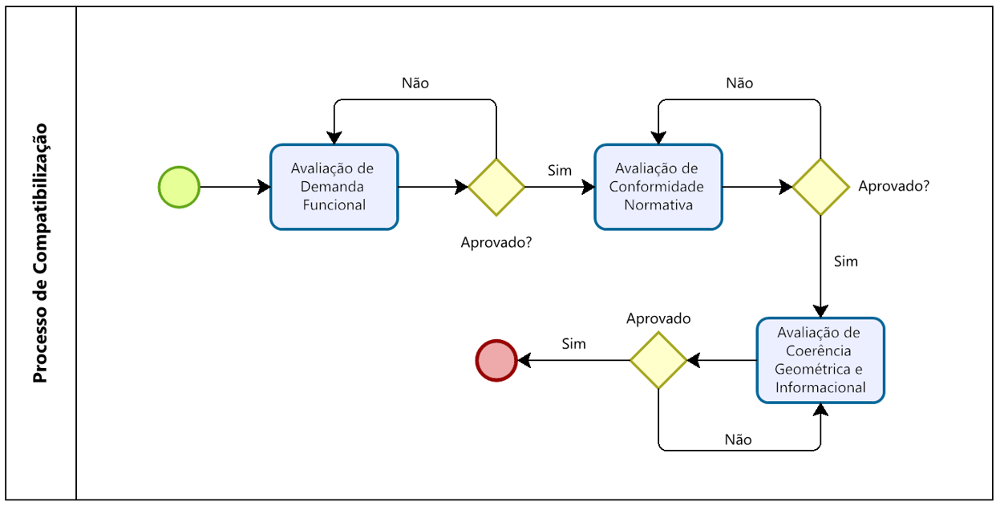 Processo de Compatibilização
Não
Não
Avaliação de
Demanda
Funcional
Sim
Avaliação de
Conformidade
Normativa
Aprovado?
Aprovado?
Sim
Aprovado
Sim
Avaliação de
Coerência
Geométrica e
Informacional
Não